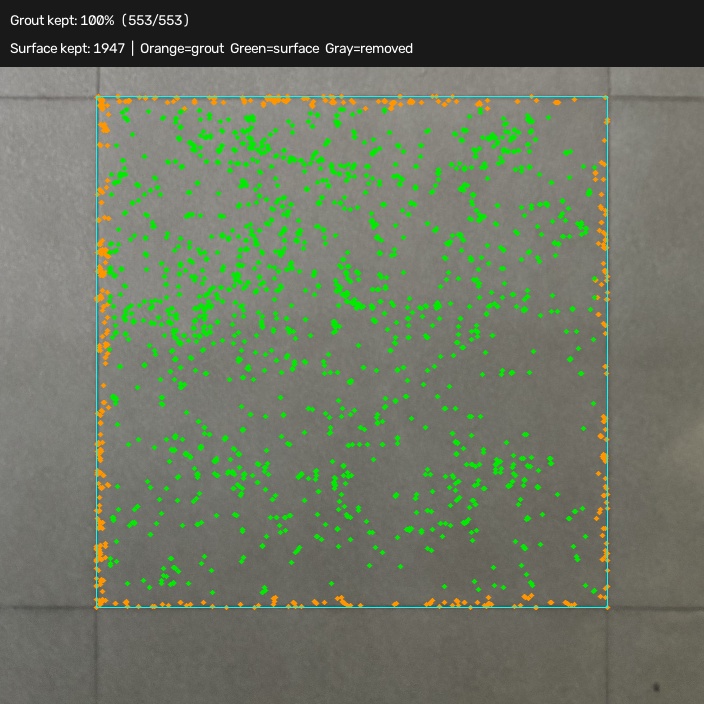 Grout kept: 100%  (553/553)
Surface kept: 1947 | Orange=grout  Green=surface  Gray=removed